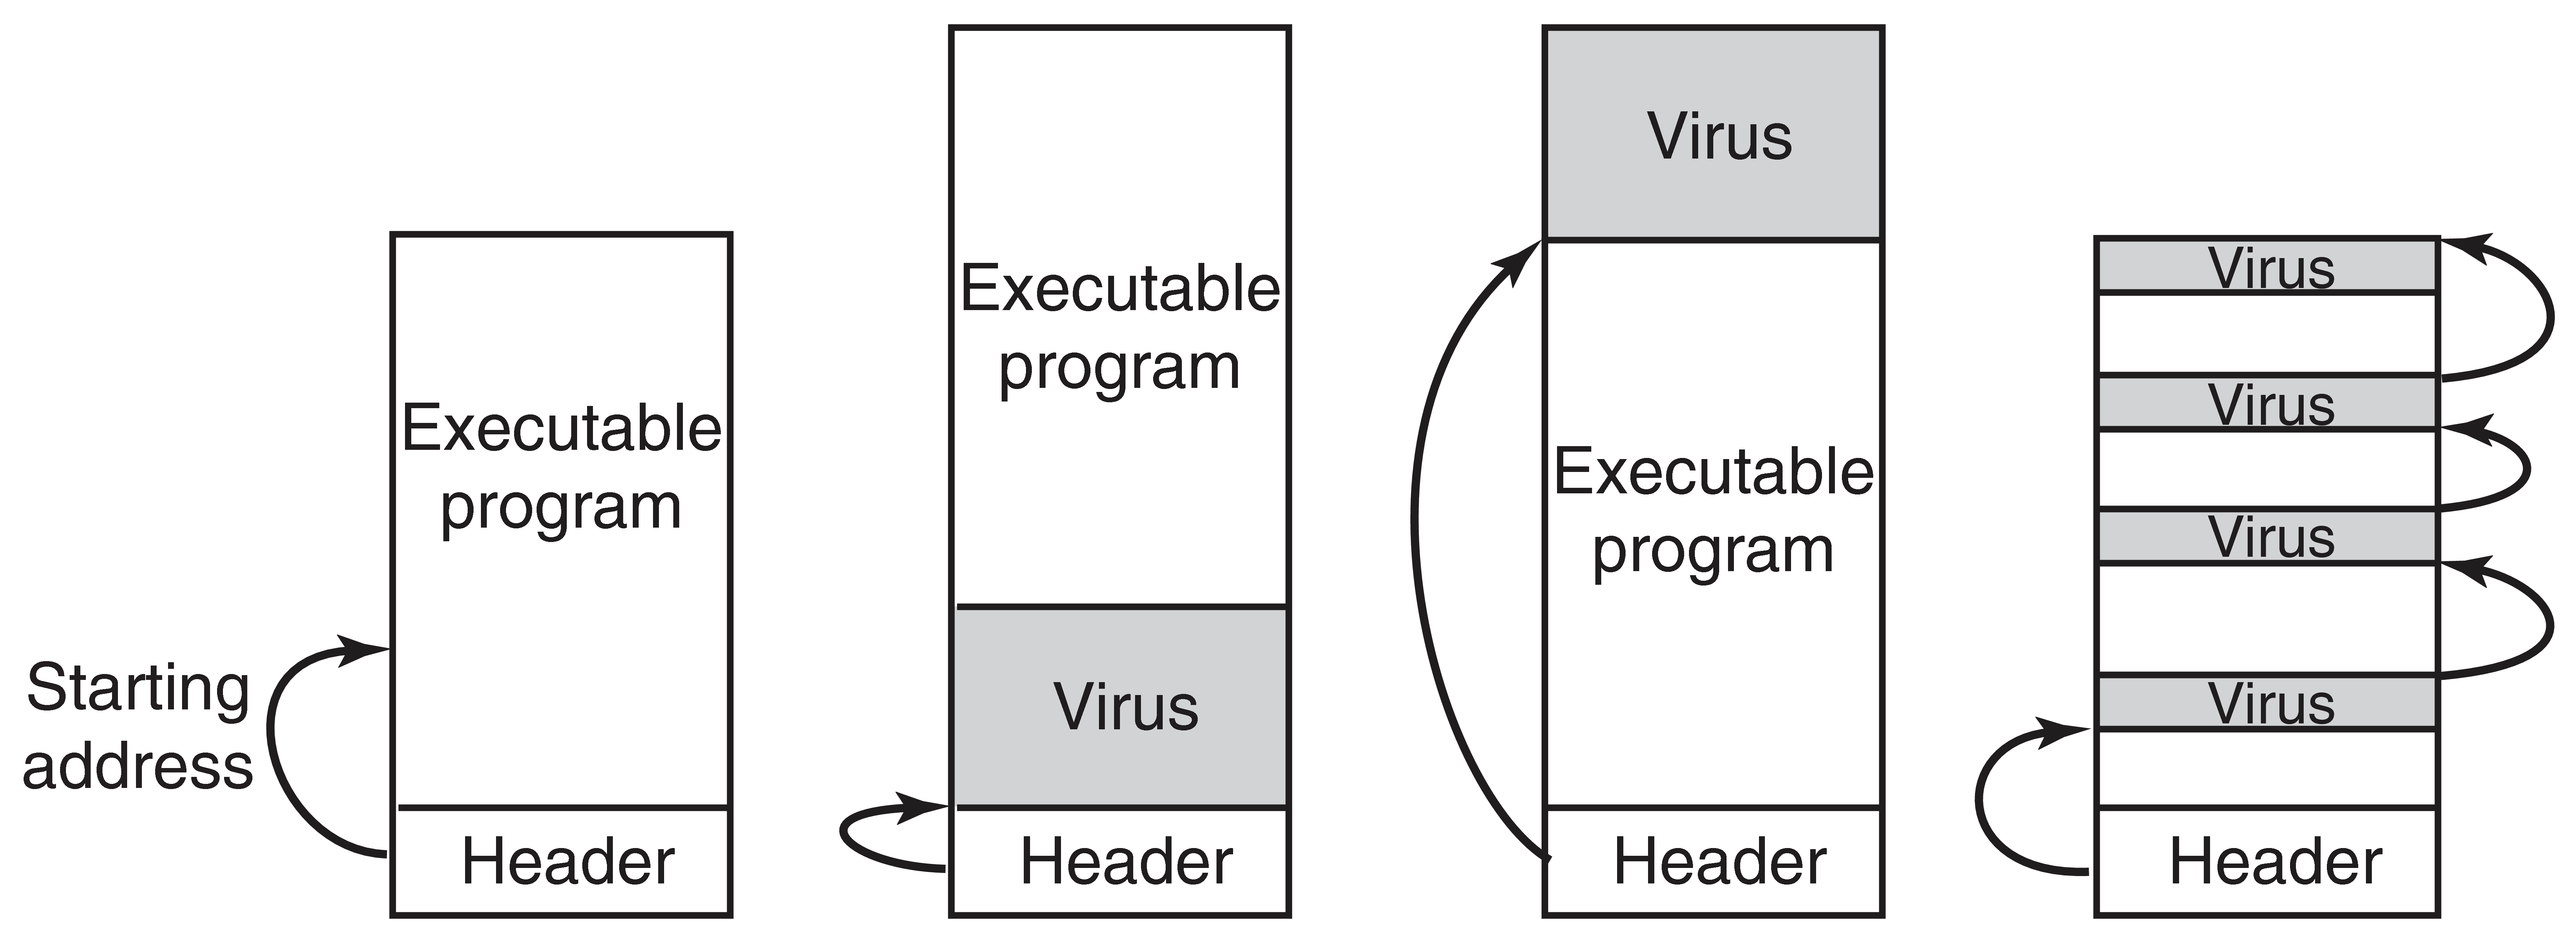 Starting
address
Executable
program
Header
Executable
program
Virus
Header
Virus
Executable
program
Header
Virus
Virus
Virus
Virus
Header